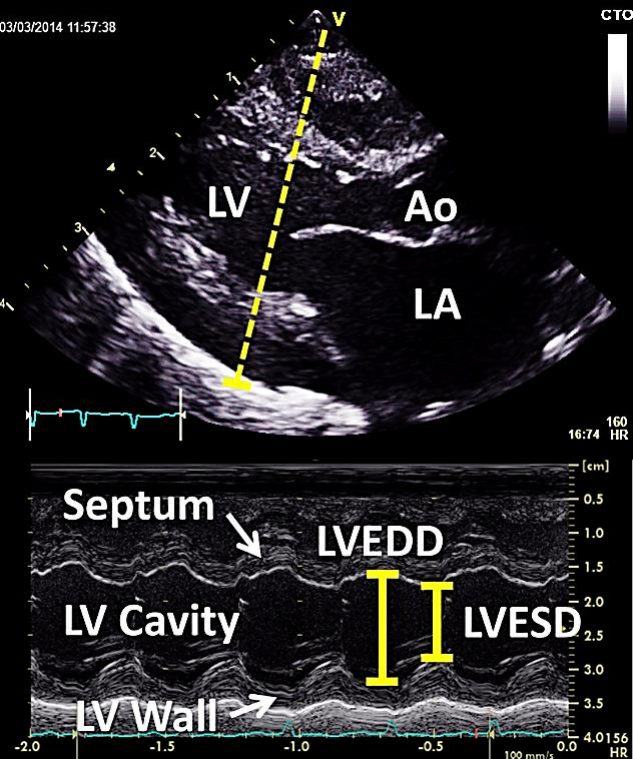 03/03/2014 11:57:38
V
CTO
1
2
3
4
LV
Ao
LA
160
16:74 HR
[cm]
0.5
1.0
1.5
2.0
2.5
3.0
3.5
4.0
Septum
LVEDD
LV Cavity
LVESD
LV Wall
156
-2.0 -1.5 -1.0 -0.5 0.0
100 mm/s
HR